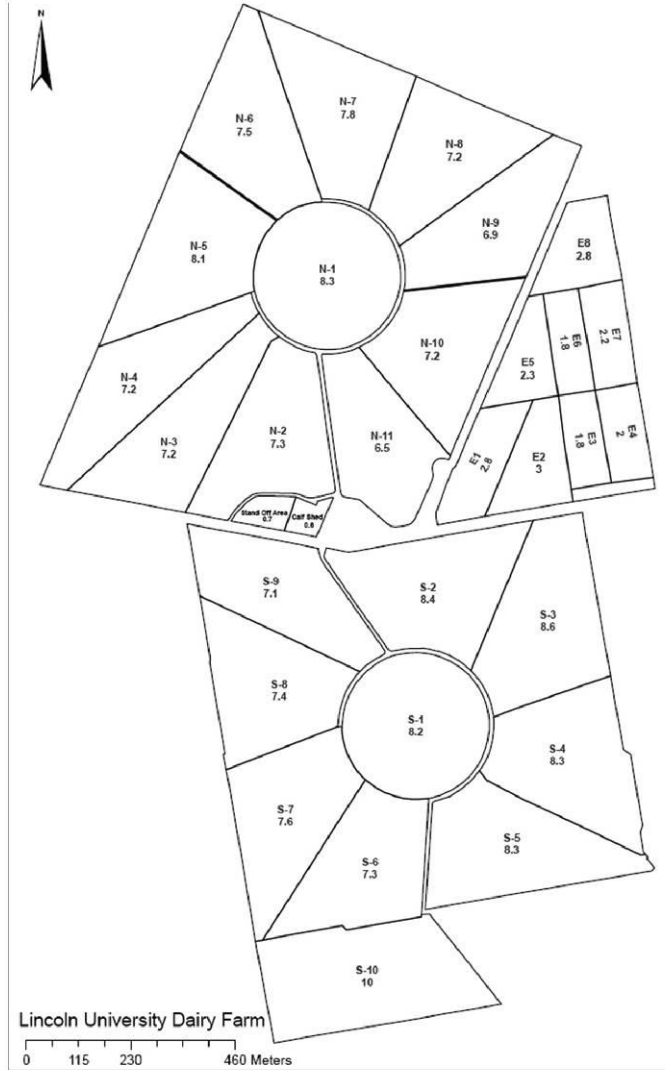 N
N-7
7.8
N-6
7.5
N-8
7.2
N-9
6.9
N-5
8.1
N-1
8.3
E8
2.8
E6
1.8
E7
2.2
N-10
7.2
E5
2.3
N-4
7.2
N-3
7.2
N-2
7.3
N-11
6.5
E1
2.8
E2
3
E3
1.8
E4
2
Stand Off Area
0.7
Calf Shed
0.6
S-9
7.1
S-2
8.4
S-3
8.6
S-8
7.4
S-1
8.2
S-4
8.3
S-7
7.6
S-5
8.3
S-6
7.3
S-10
10
Lincoln University Dairy Farm
0 115 230 460 Meters